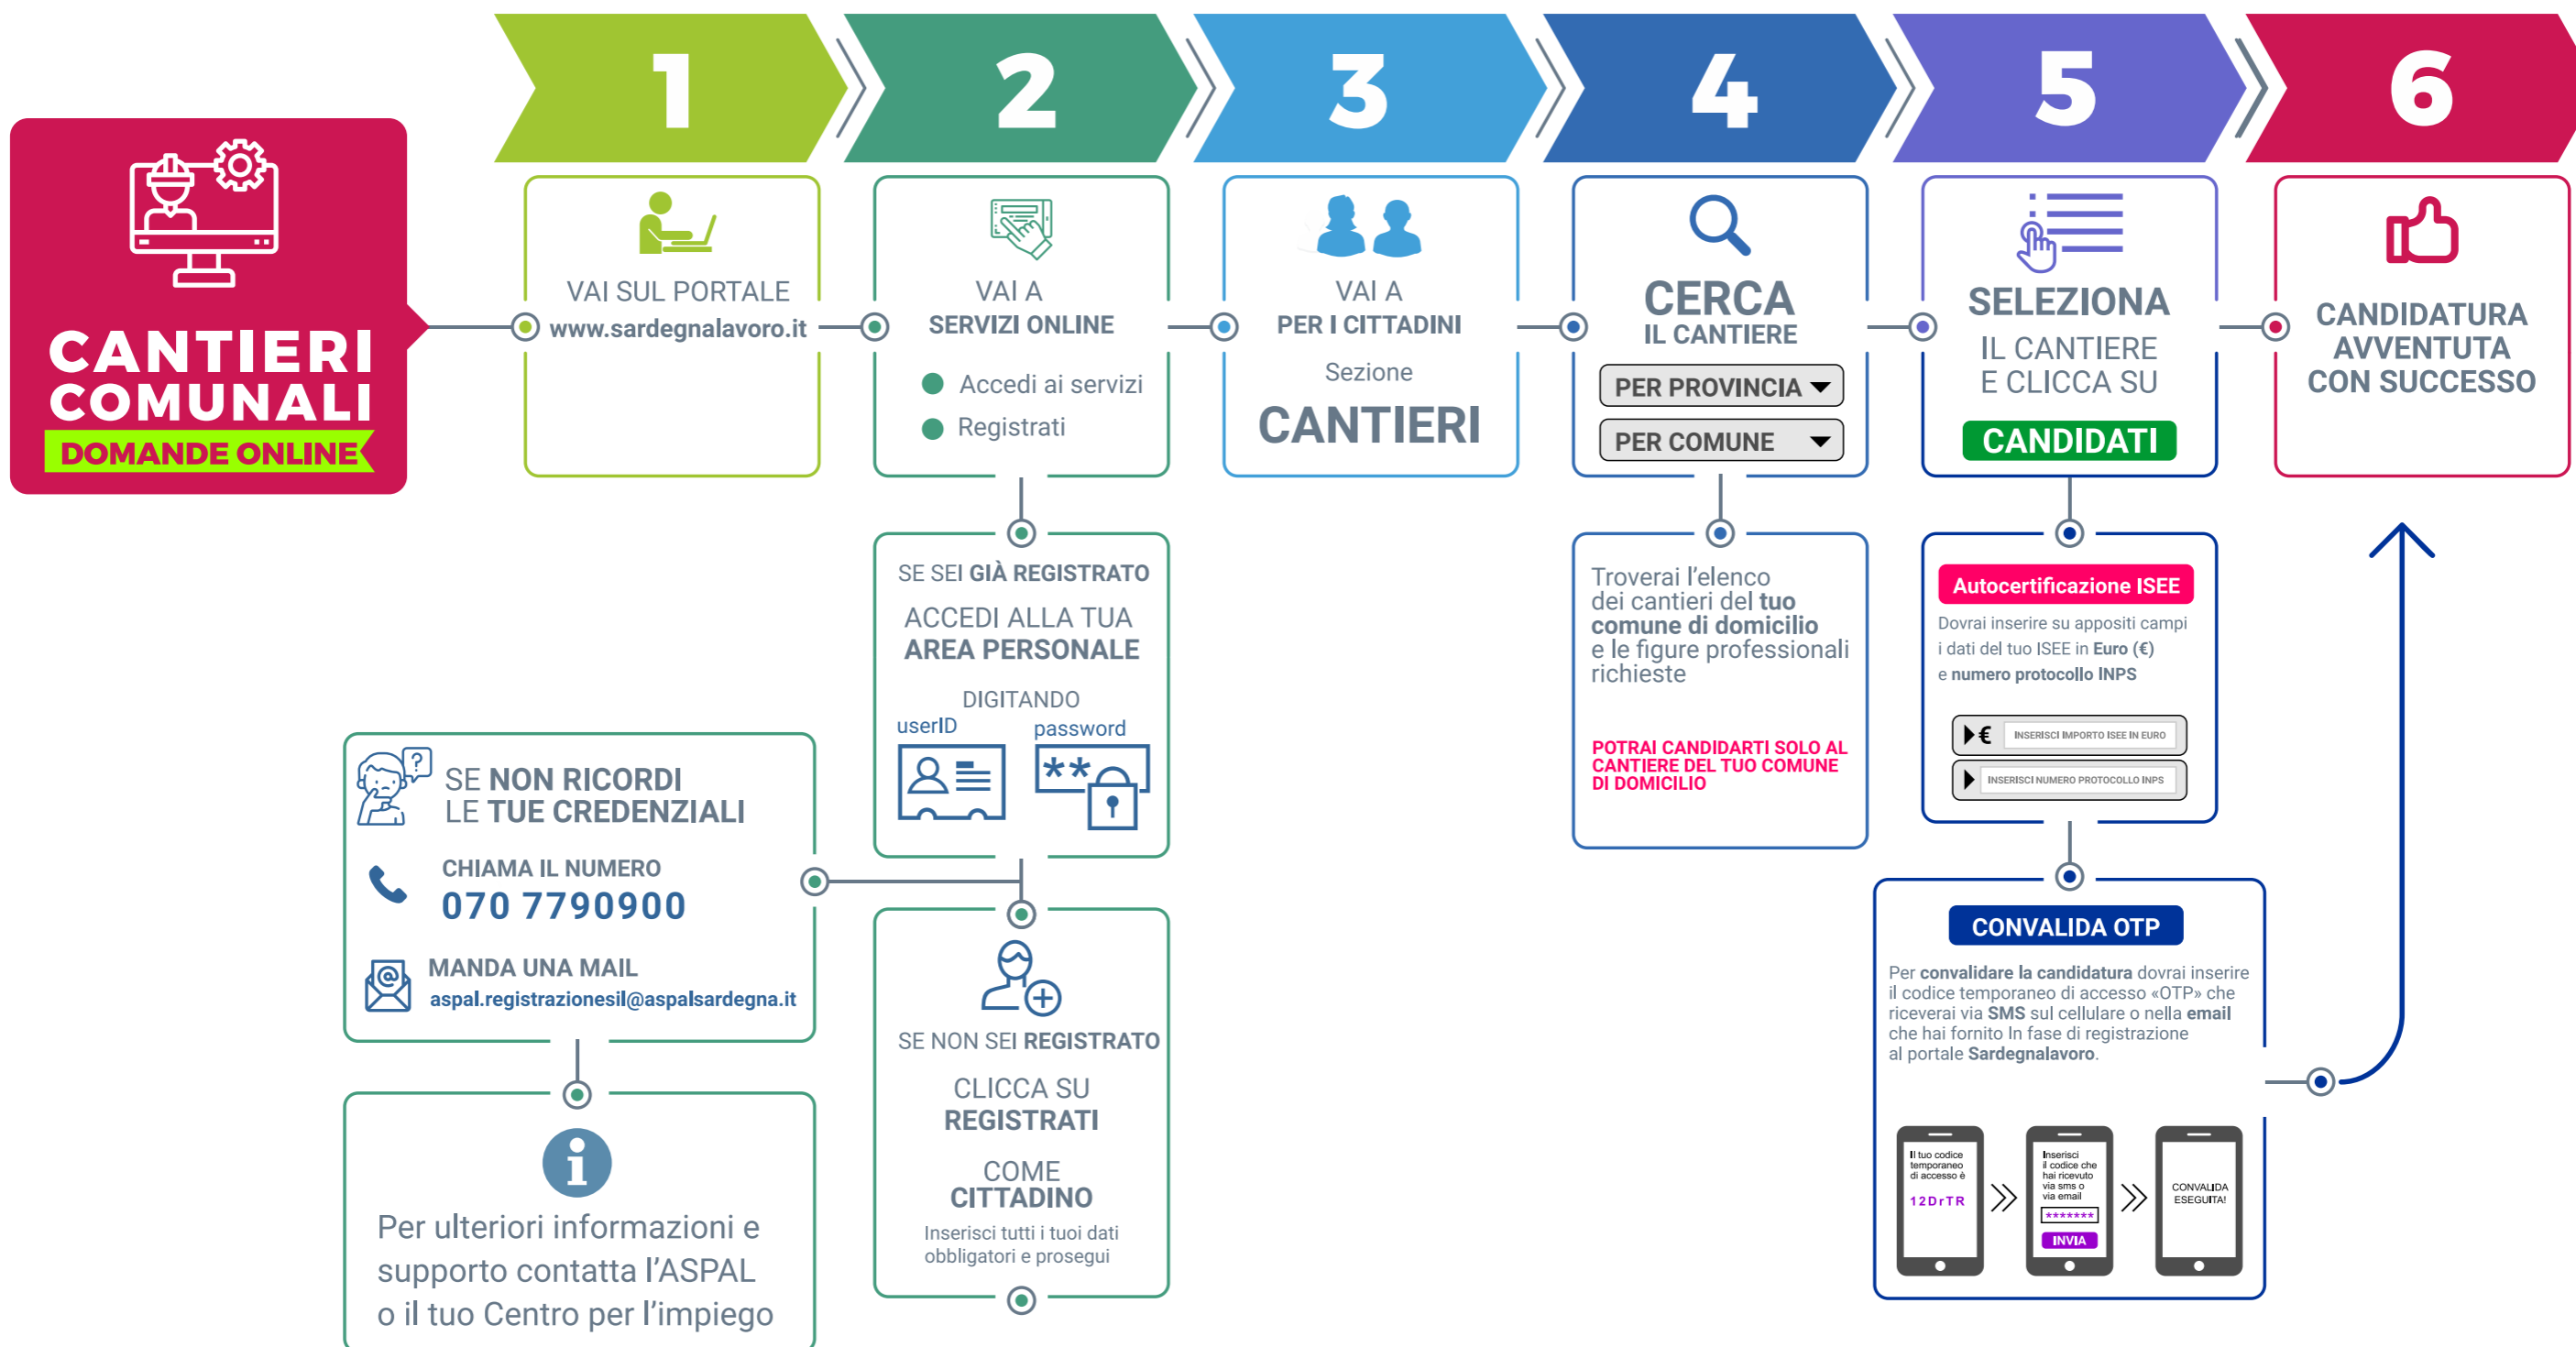 CANTIERI
COMUNALI
DOMANDE ONLINE
1
VAI SUL PORTALE
www.sardegnalavoro.it
2
VAI A
SERVIZI ONLINE
Accedi ai servizi
Registrati
SE SEI GIÀ REGISTRATO
ACCEDI ALLA TUA
AREA PERSONALE
DIGITANDO
userID
password
**
SE NON RICORDI
LE TUE CREDENZIALI
CHIAMA IL NUMERO
070 7790900
MANDA UNA MAIL
aspal.registrazionesil@aspalsardegna.it
Per ulteriori informazioni e
supporto contatta l'ASPAL
o il tuo Centro per l'impiego
SE NON SEI REGISTRATO
CLICCA SU
REGISTRATI
COME
CITTADINO
Inserisci tutti i tuoi dati
obbligatori e prosegui
3
VAI A
PER I CITTADINI
Sezione
CANTIERI
4
CERCA
IL CANTIERE
PER PROVINCIA
PER COMUNE
Troverai l'elenco
dei cantieri del tuo
comune di domicilio
e le figure professionali
richieste
POTRAI CANDIDARTI SOLO AL
CANTIERE DEL TUO COMUNE
DI DOMICILIO
5
SELEZIONA
IL CANTIERE
E CLICCA SU
CANDIDATI
Autocertificazione ISEE
Dovrai inserire su appositi campi
i dati del tuo ISEE in Euro (€)
e numero protocollo INPS
€ INSERISCI IMPORTO ISEE IN EURO
INSERISCI NUMERO PROTOCOLLO INPS
CONVALIDA OTP
Per convalidare la candidatura dovrai inserire
il codice temporaneo di accesso «OTP» che
riceverai via SMS sul cellulare o nella email
che hai fornito In fase di registrazione
al portale Sardegnalavoro.
Il tuo codice
temporaneo
di accesso è
12DrTR
Inserisci
il codice che
hai ricevuto
via sms o
via email
*******
INVIA
CONVALIDA
ESEGUITA!
6
CANDIDATURA
AVVENTUTA
CON SUCCESSO